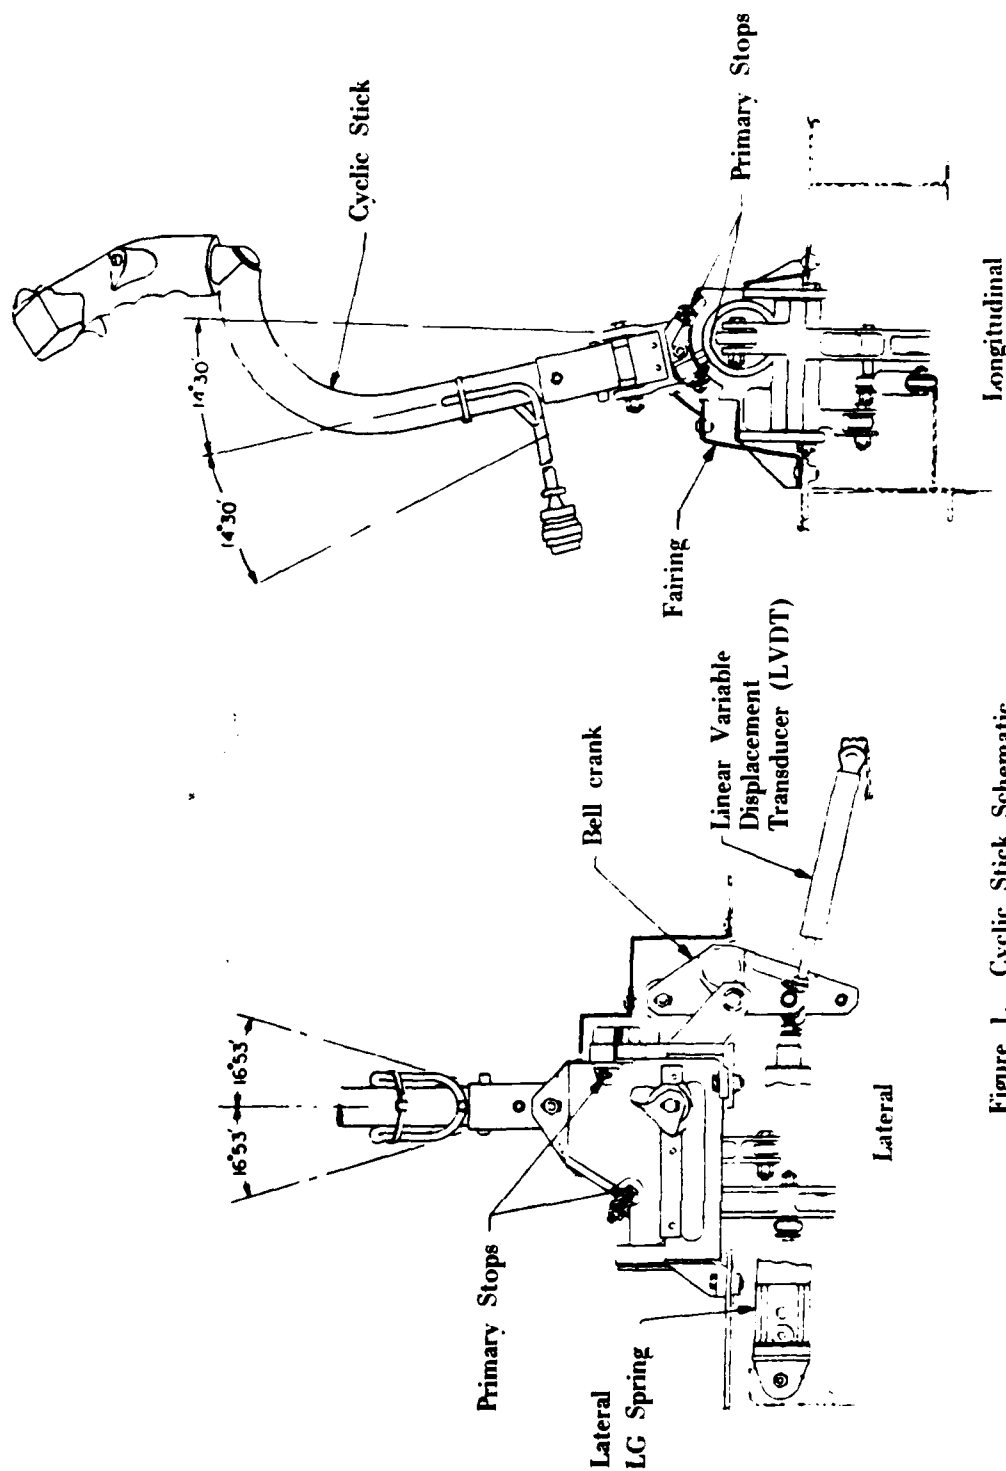 14°30'
14°30'
Cyclic Stick
Primary Stops
Fairing
Longitudinal
16°53'
16°53'
Primary Stops
Lateral
LG Spring
Bell crank
Linear Variable
Displacement
Transducer (LVDT)
Lateral
Figure 1. Cyclic Stick Schematic